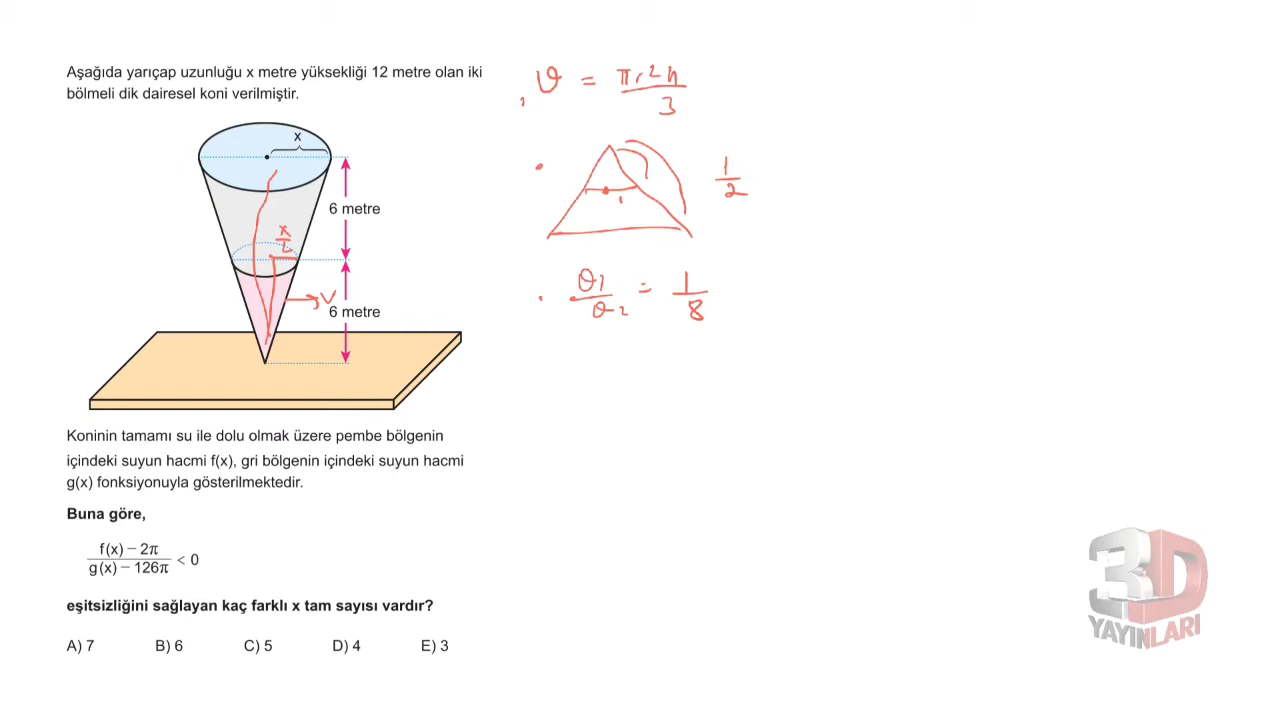 Aşağıda yarıçap uzunluğu x metre yüksekliği 12 metre olan iki
bölmeli dik dairesel koni verilmiştir.
x
6 metre
x/2
V
6 metre
Koninin tamamı su ile dolu olmak üzere pembe bölgenin
içindeki suyun hacmi f(x), gri bölgenin içindeki suyun hacmi
g(x) fonksiyonuyla gösterilmektedir.
Buna göre,
f(x) − 2π
g(x) − 126π
< 0
eşitsizliğini sağlayan kaç farklı x tam sayısı vardır?
A) 7 B) 6 C) 5 D) 4 E) 3
ϑ = πr²h
3
1
2
ϑ1
ϑ2
= 1
8
3D
YAYINLARI